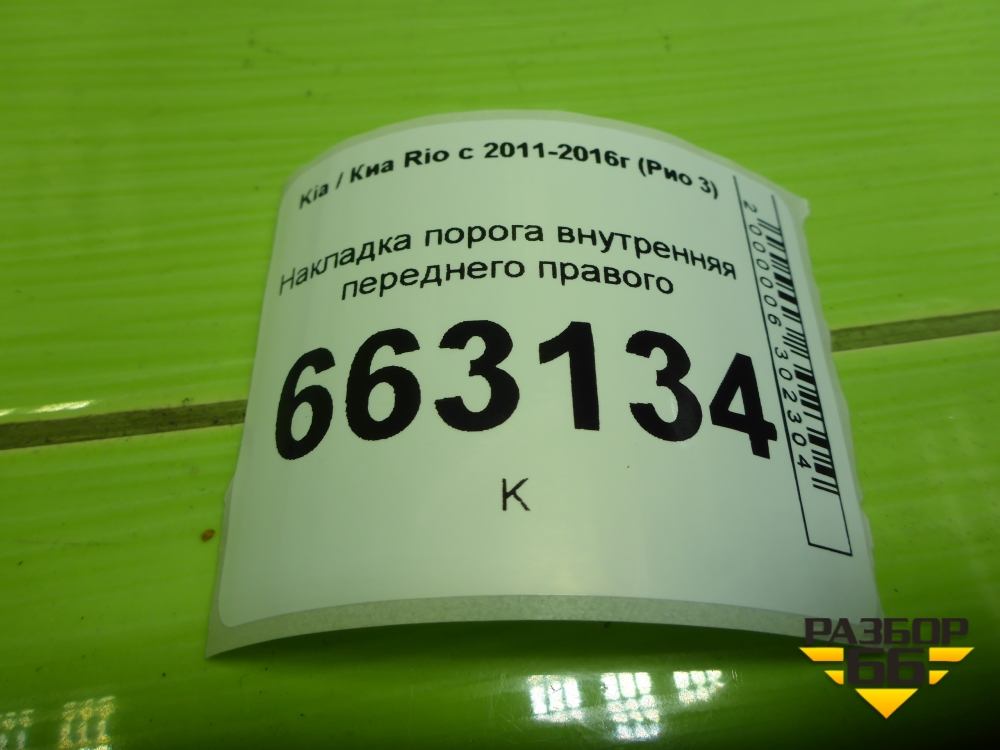 Kia / Киа Rio с 2011-2016г (Рио 3)
Накладка порога внутренняя
переднего правого
663134
К
2000006302304
РАЗБОР
66